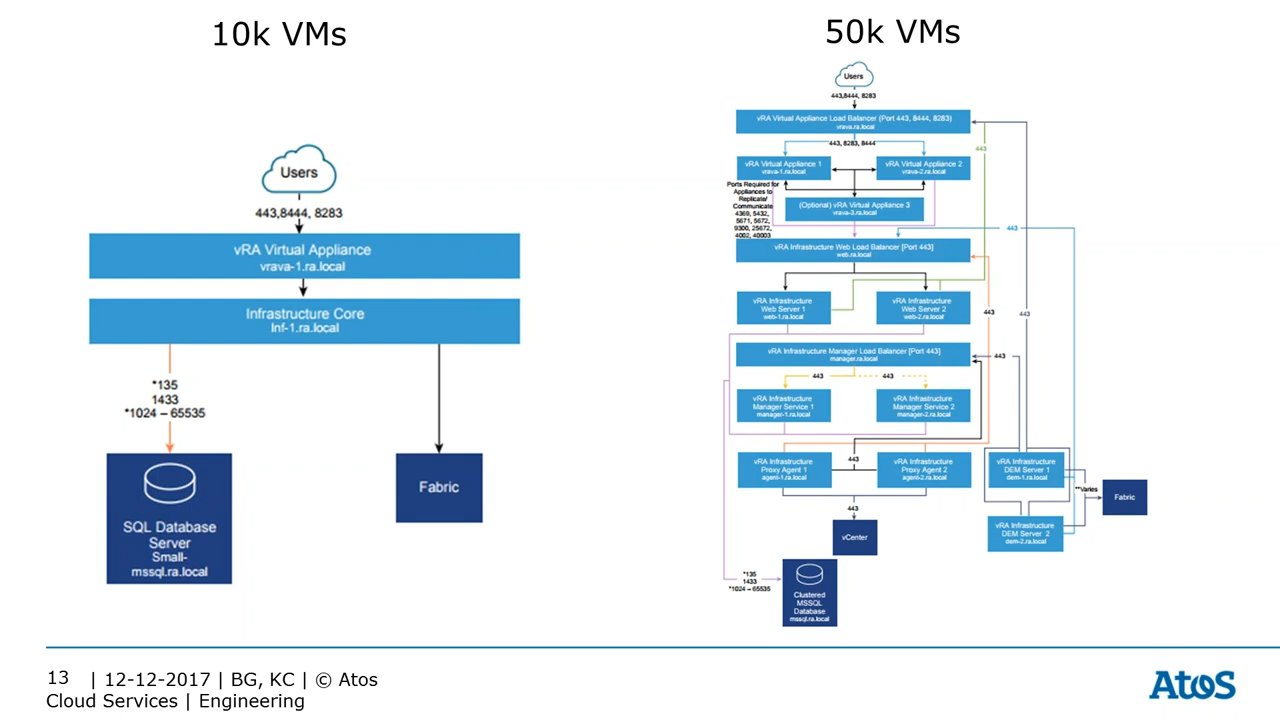 10k VMs
Users
443,8444, 8283
vRA Virtual Appliance
vrava-1.ra.local
Infrastructure Core
Inf-1.ra.local
*135
1433
*1024 – 65535
SQL Database
Server
Small-
mssql.ra.local
Fabric
50k VMs
Users
443,8444, 8283
vRA Virtual Appliance Load Balancer (Port 443, 8444, 8283)
vrava.ra.local
443, 8283, 8444
443
vRA Virtual Appliance 1
vrava-1.ra.local
vRA Virtual Appliance 2
vrava-2.ra.local
Ports Required for
Appliances to
Replicate/
Communicate
4369, 5432,
5671, 5672,
9300, 25672,
4002, 40003
(Optional) vRA Virtual Appliance 3
vrava-3.ra.local
443
vRA Infrastructure Web Load Balancer [Port 443]
web.ra.local
vRA Infrastructure
Web Server 1
web-1.ra.local
vRA Infrastructure
Web Server 2
web-2.ra.local
443
443
vRA Infrastructure Manager Load Balancer [Port 443]
manager.ra.local
443
443
443
vRA Infrastructure
Manager Service 1
manager-1.ra.local
vRA Infrastructure
Manager Service 2
manager-2.ra.local
443
vRA Infrastructure
Proxy Agent 1
agent-1.ra.local
vRA Infrastructure
Proxy Agent 2
agent-2.ra.local
vRA Infrastructure
DEM Server 1
dem-1.ra.local
**Varies
Fabric
443
vRA Infrastructure
DEM Server 2
dem-2.ra.local
vCenter
*135
1433
*1024 – 65535
Clustered
MSSQL
Database
mssql.ra.local
13 | 12-12-2017 | BG, KC | © Atos
Cloud Services | Engineering
Atos